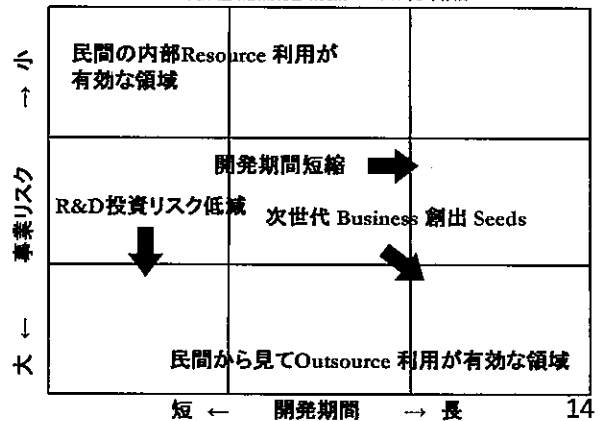 民間の内部Resource 利用が
有効な領域
開発期間短縮
R&D投資リスク低減
次世代 Business 創出 Seeds
民間から見てOutsource 利用が有効な領域
大 ← 事業リスク → 小
短 ← 開発期間 → 長
14